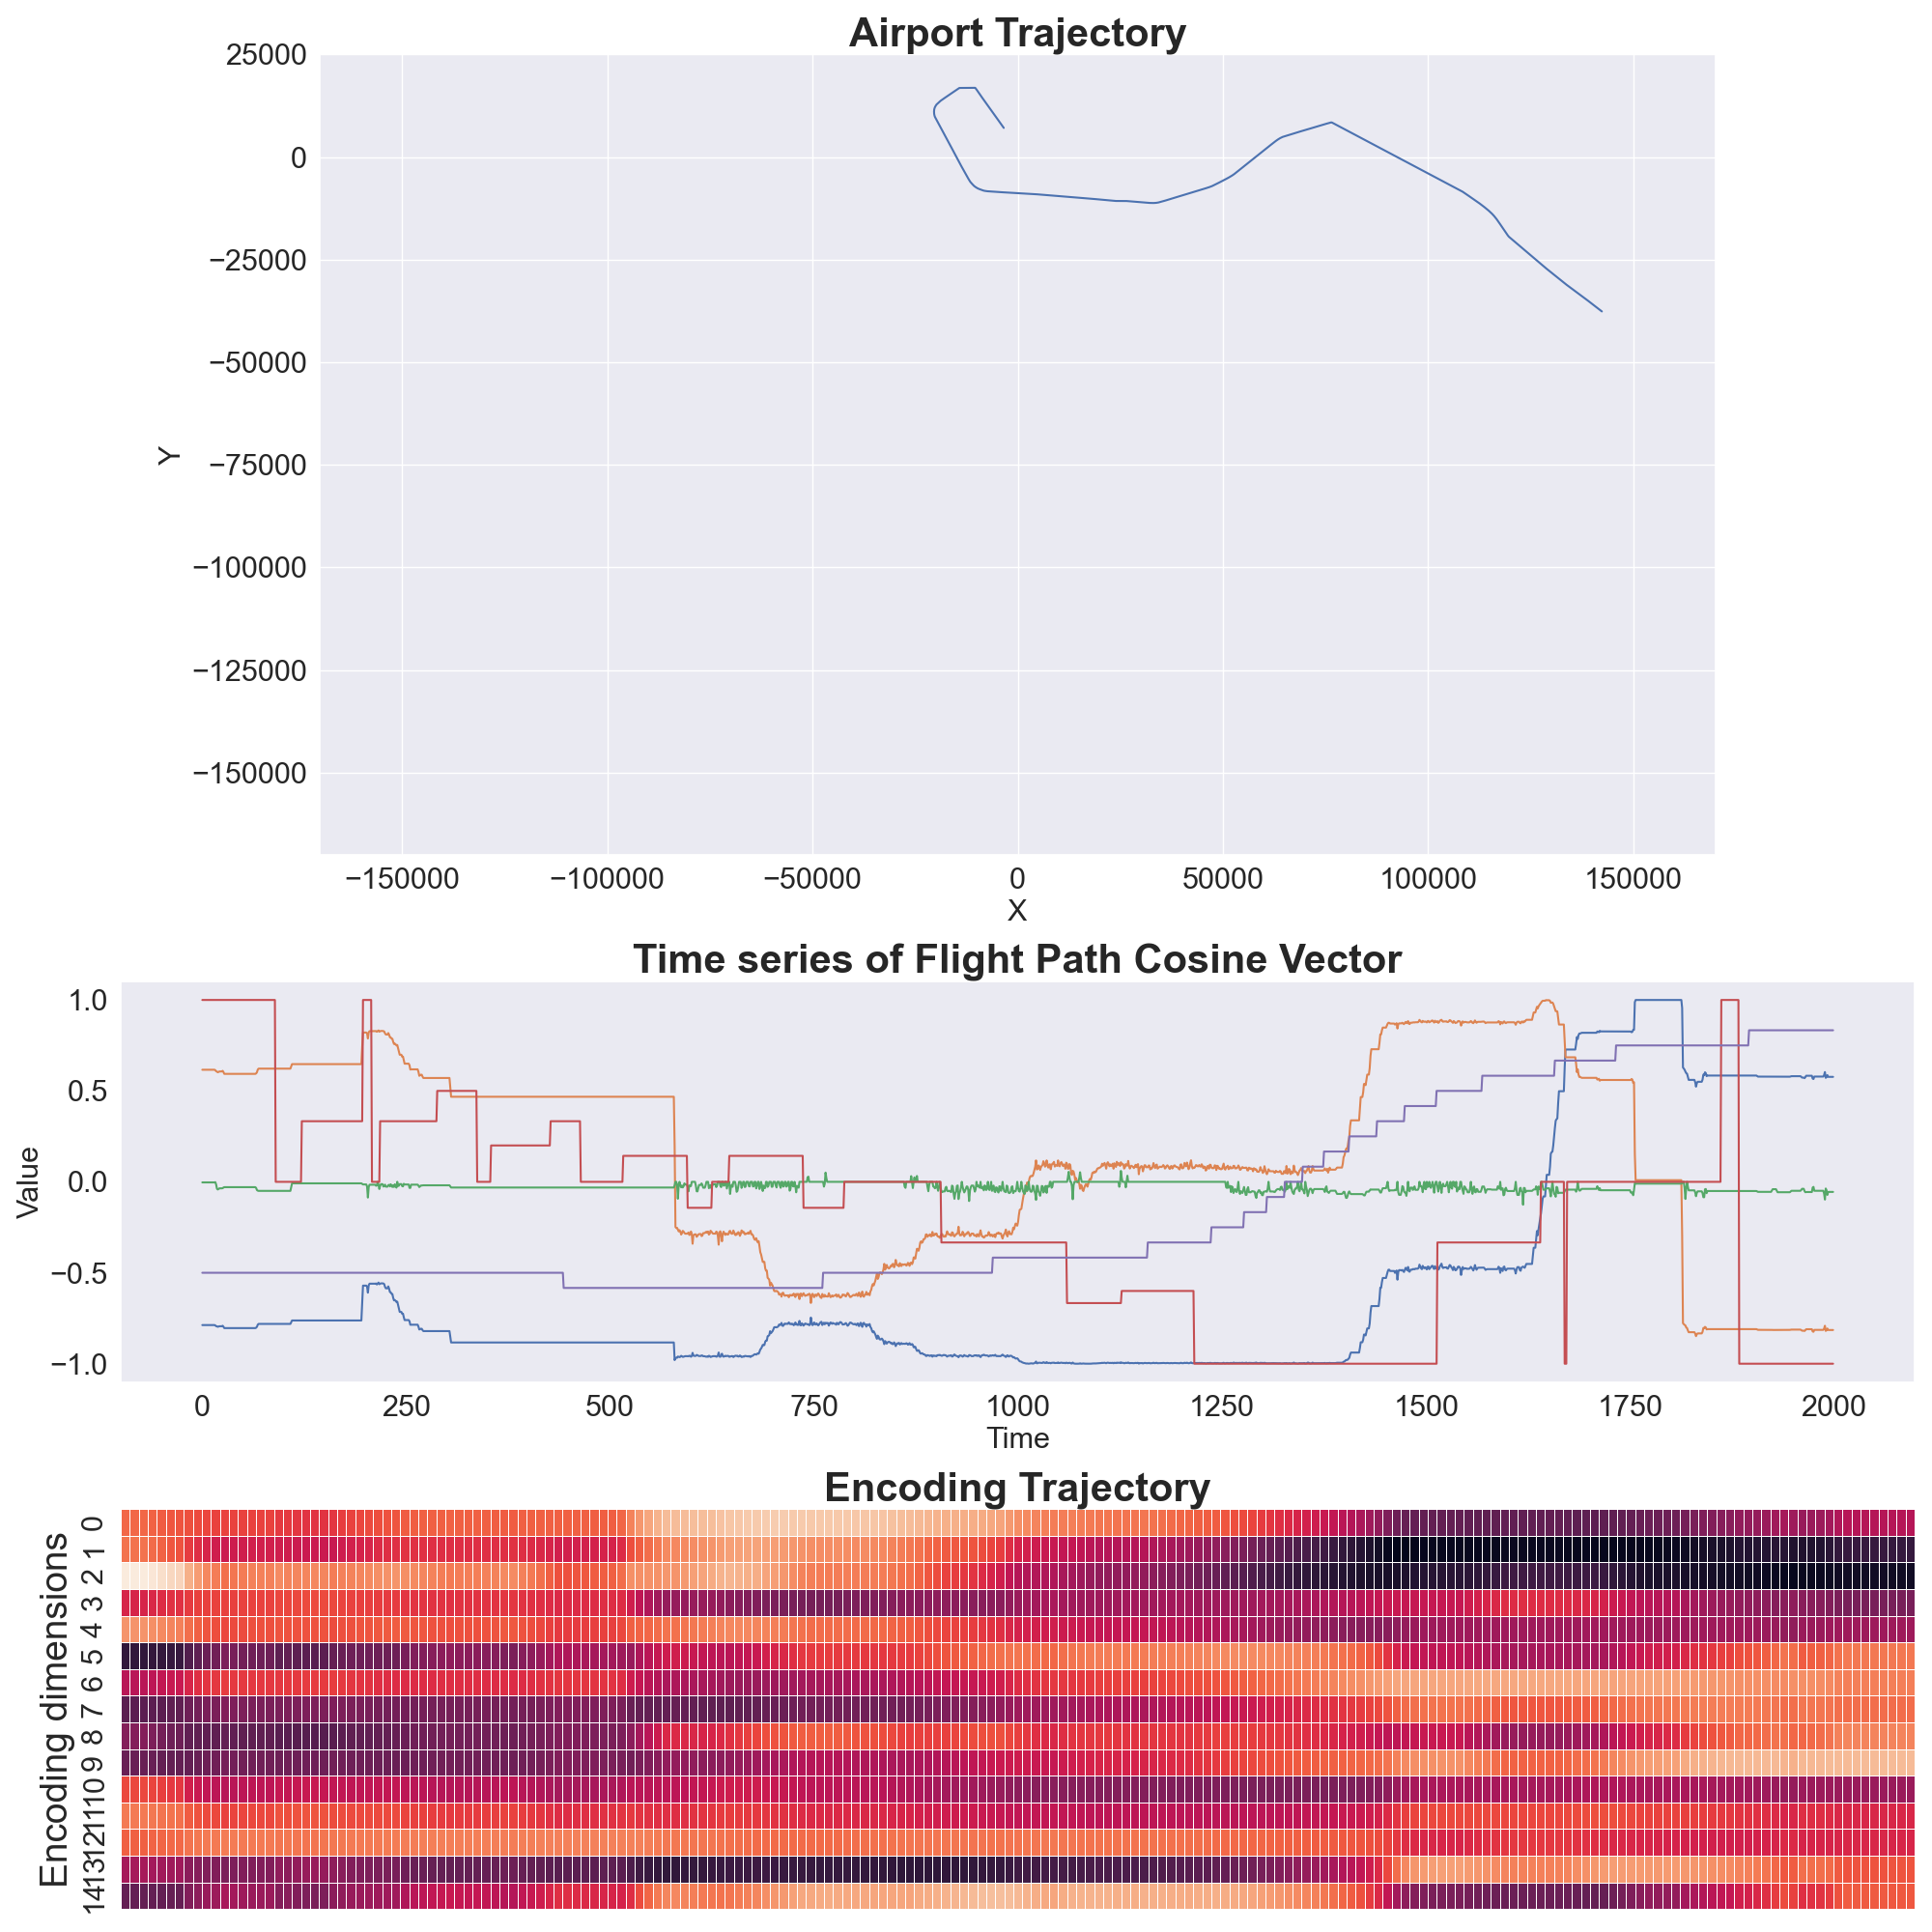 Airport Trajectory
25000
0
−25000
−50000
−75000
−100000
−125000
−150000
Y
−150000 −100000 −50000 0 50000 100000 150000
X
Time series of Flight Path Cosine Vector
1.0
0.5
0.0
−0.5
−1.0
Value
0 250 500 750 1000 1250 1500 1750 2000
Time
Encoding Trajectory
Encoding dimensions
0
1
2
3
4
5
6
7
8
9
10
11
12
13
14